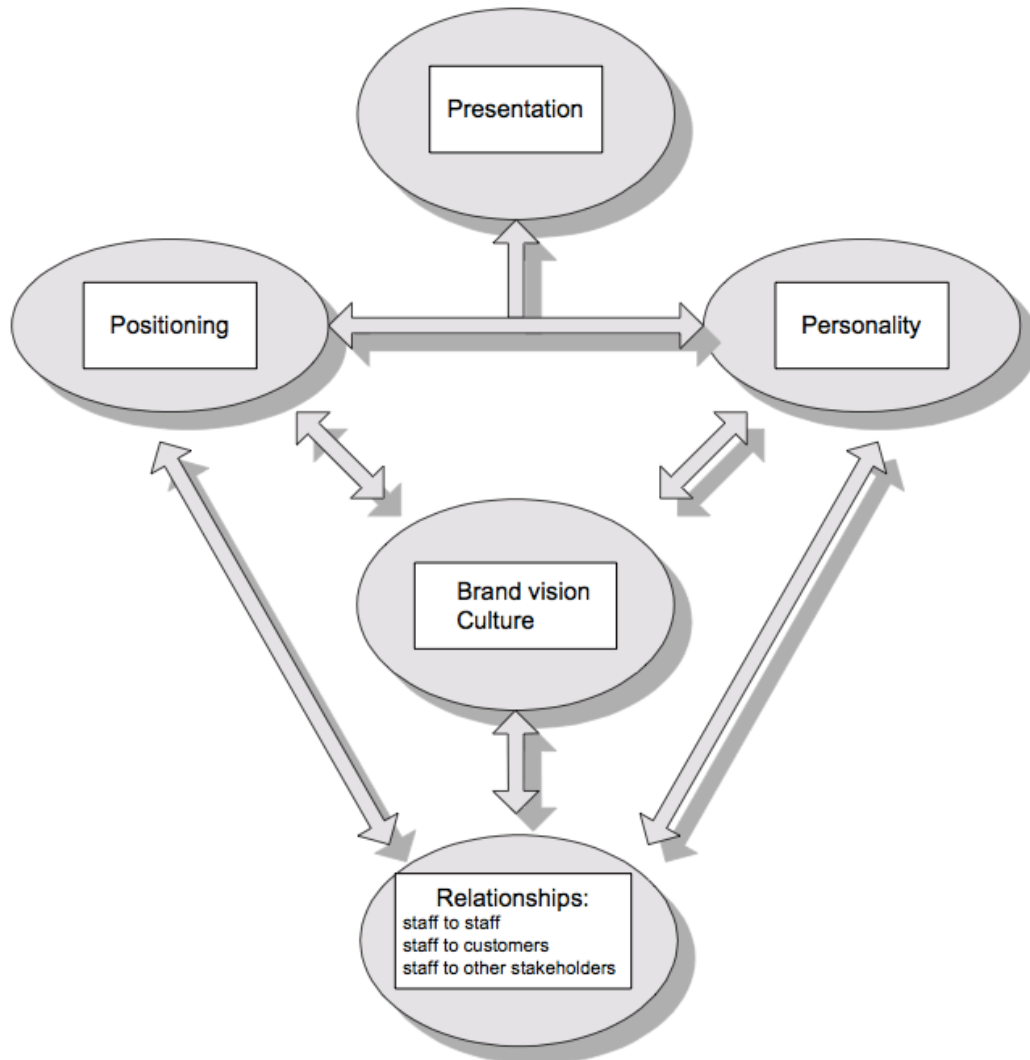 Presentation
Positioning
Personality
Brand vision
Culture
Relationships:
staff to staff
staff to customers
staff to other stakeholders